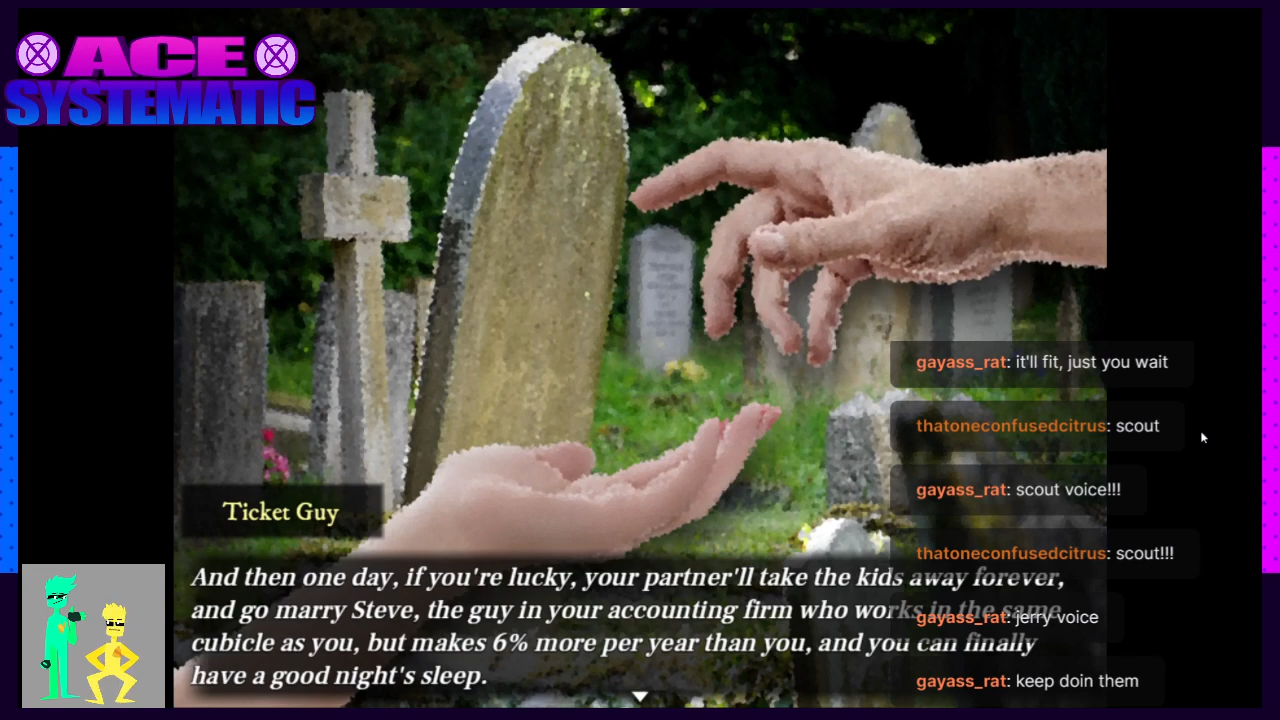 ACE
SYSTEMATIC
gayass_rat: it'll fit, just you wait
thatoneconfusedcitrus: scout
gayass_rat: scout voice!!!
thatoneconfusedcitrus: scout!!!
gayass_rat: jerry voice
gayass_rat: keep doin them
Ticket Guy
And then one day, if you're lucky, your partner'll take the kids away forever,
and go marry Steve, the guy in your accounting firm who works in the same
cubicle as you, but makes 6% more per year than you, and you can finally
have a good night's sleep.